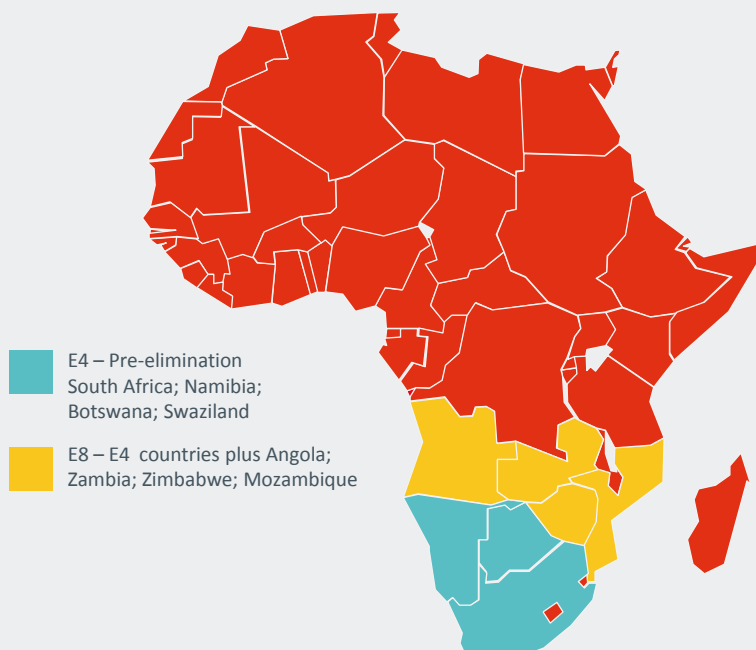 E4 – Pre-elimination
South Africa; Namibia;
Botswana; Swaziland
E8 – E4 countries plus Angola;
Zambia; Zimbabwe; Mozambique